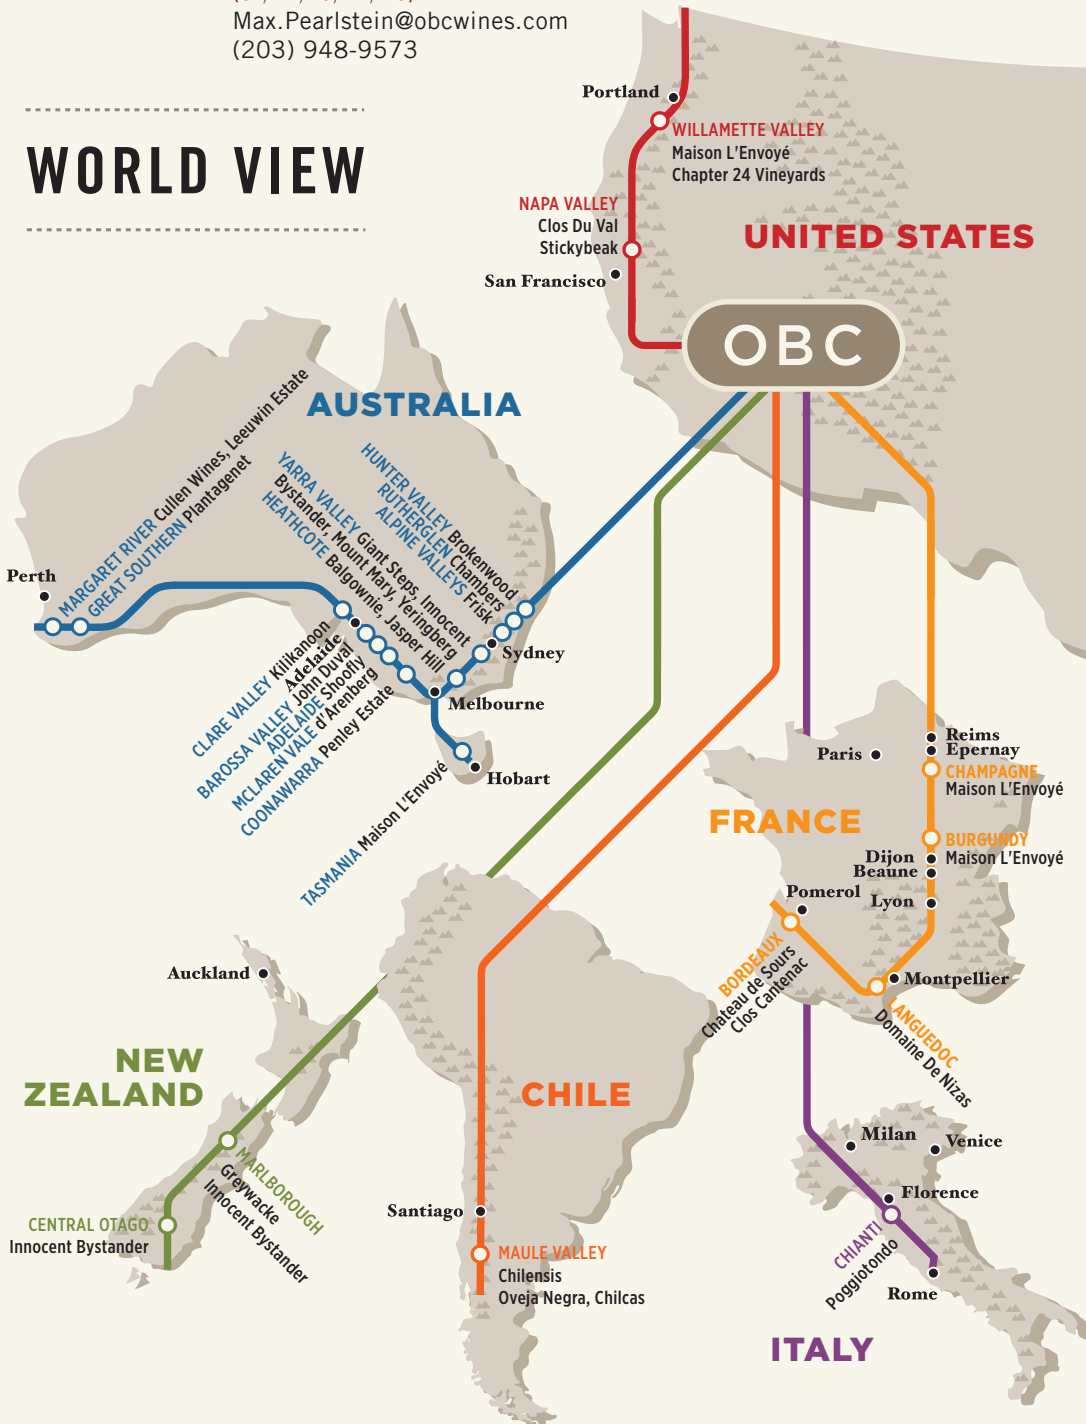 Max.Pearlstein@obcwines.com
(203) 948-9573
WORLD VIEW
Portland
WILLAMETTE VALLEY
Maison L'Envoyé
Chapter 24 Vineyards
NAPA VALLEY
Clos Du Val
Stickybeak
San Francisco
UNITED STATES
OBC
AUSTRALIA
Perth
MARGARET RIVER Cullen Wines, Leeuwin Estate
GREAT SOUTHERN Plantagenet
HUNTER VALLEY Brokenwood
RUTHERGLEN Chambers
ALPINE VALLEYS Frisk
YARRA VALLEY Giant Steps, Innocent
Bystander, Mount Mary, Yeringberg
HEATHCOTE Balgownie, Jasper Hill
Sydney
Melbourne
Hobart
CLARE VALLEY Kilikanoon
Adelaide
BAROSSA VALLEY John Duval
ADELAIDE Shoofly
MCLAREN VALE d'Arenberg
COONAWARRA Penley Estate
TASMANIA Maison L'Envoyé
Reims
Epernay
Paris
CHAMPAGNE
Maison L'Envoyé
FRANCE
BURGUNDY
Maison L'Envoyé
Dijon
Beaune
Pomerol
Lyon
BORDEAUX
Chateau de Sours
Clos Cantenac
Montpellier
LANGUEDOC
Domaine De Nizas
Auckland
NEW
ZEALAND
MARLBOROUGH
Greywacke
Innocent Bystander
CENTRAL OTAGO
Innocent Bystander
CHILE
Santiago
MAULE VALLEY
Chilensis
Oveja Negra, Chilcas
Milan
Venice
Florence
CHIANTI
Poggiotondo
Rome
ITALY